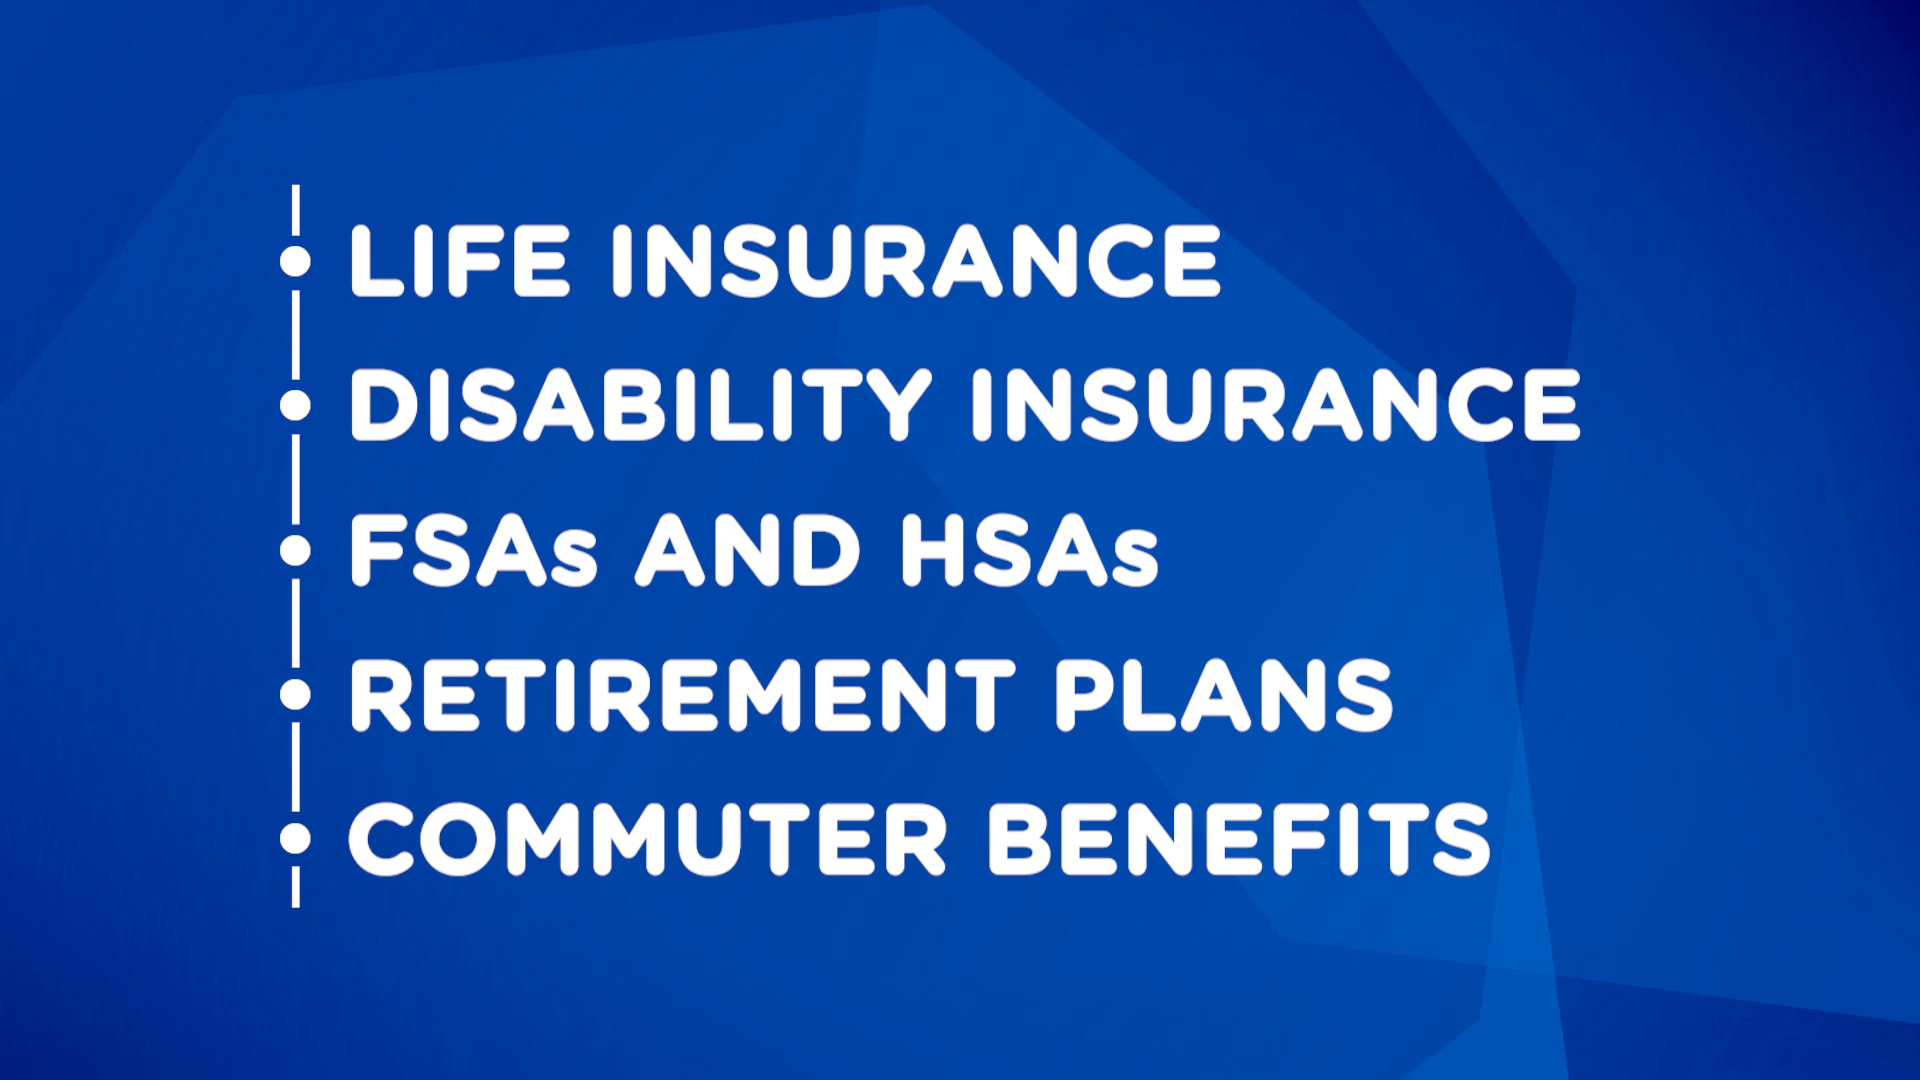 LIFE INSURANCE
DISABILITY INSURANCE
FSAs AND HSAs
RETIREMENT PLANS
COMMUTER BENEFITS